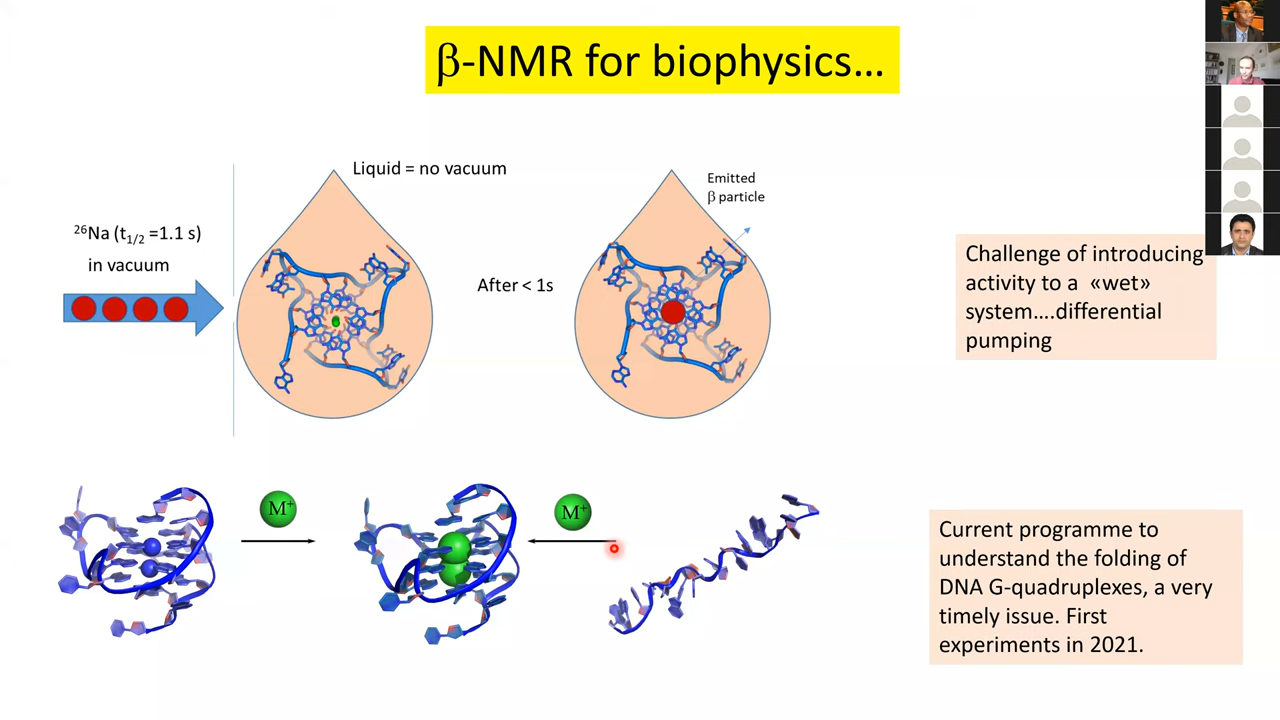 β-NMR for biophysics…
Liquid = no vacuum
Emitted
β particle
²⁶Na (t₁/₂ =1.1 s)
in vacuum
After < 1s
Challenge of introducing
activity to a «wet»
system….differential
pumping
M⁺
M⁺
Current programme to
understand the folding of
DNA G-quadruplexes, a very
timely issue. First
experiments in 2021.